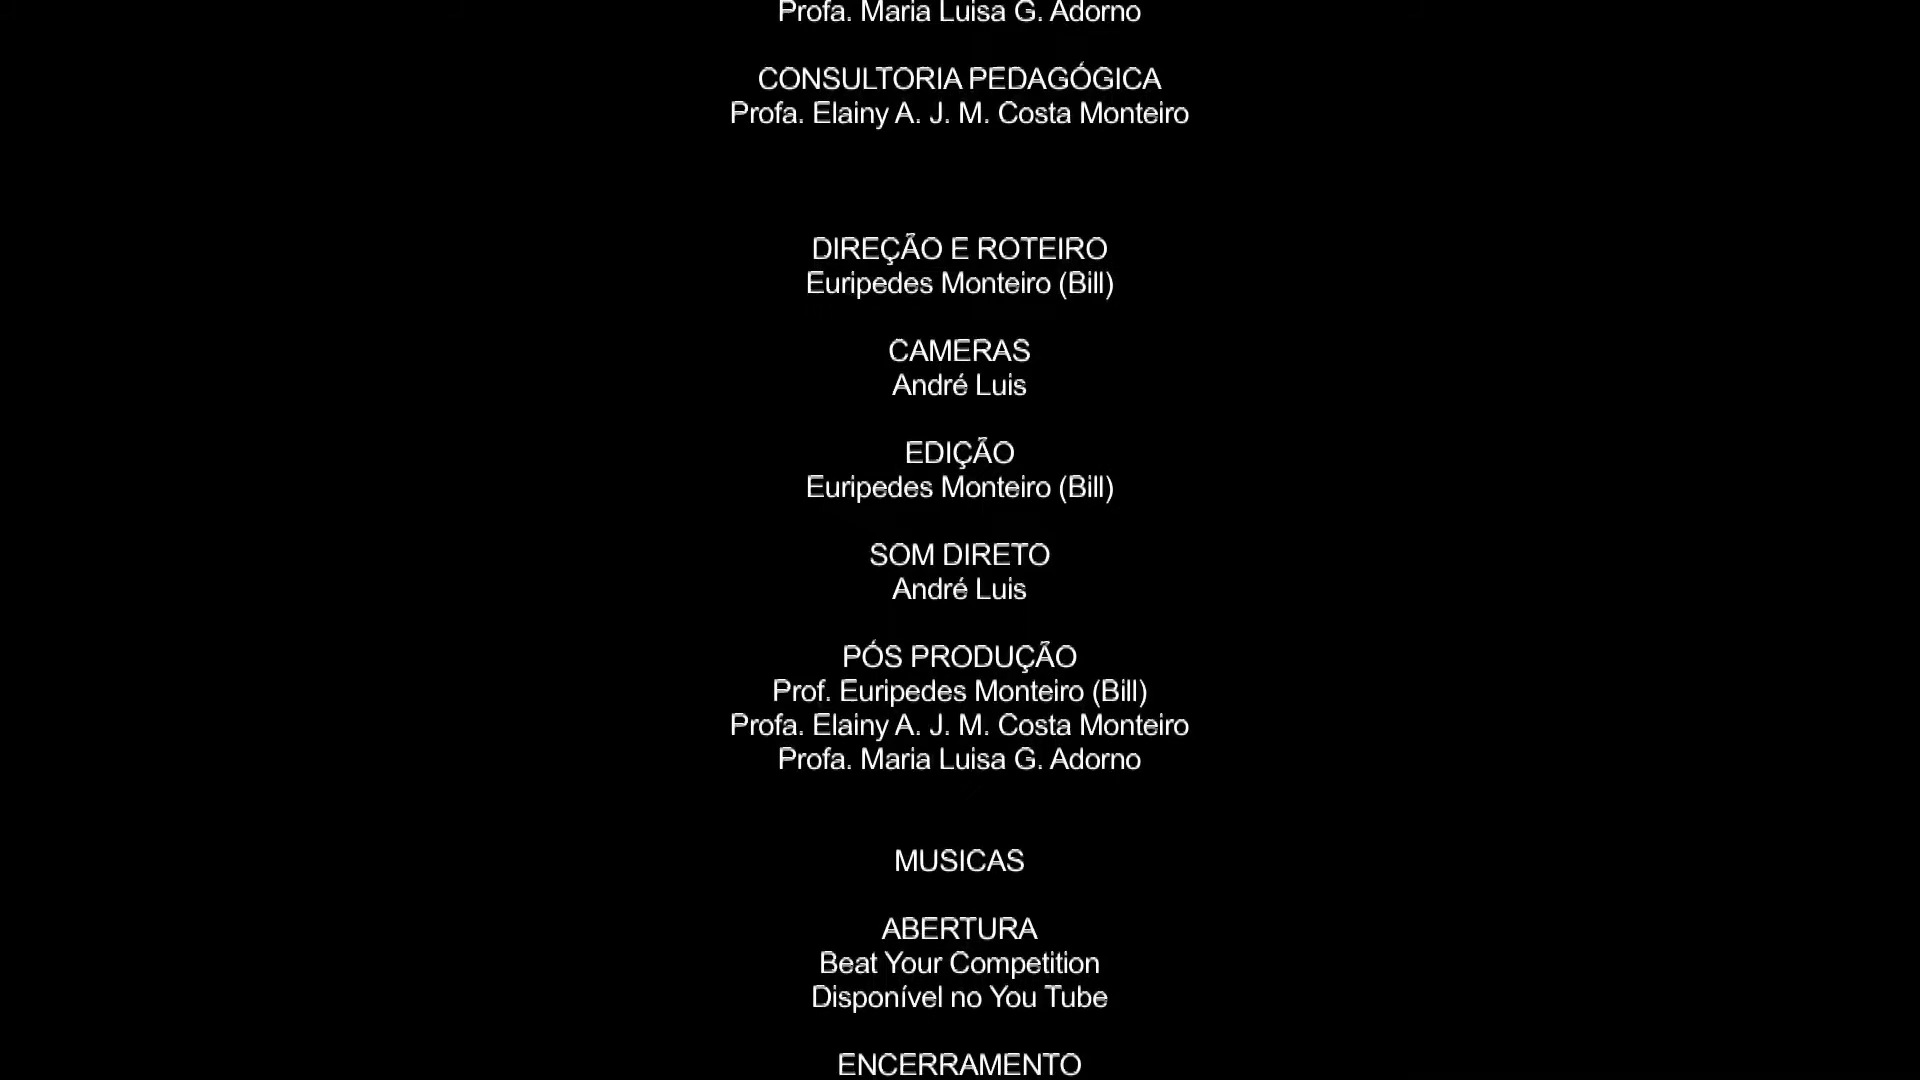 Profa. Maria Luisa G. Adorno
CONSULTORIA PEDAGÓGICA
Profa. Elainy A. J. M. Costa Monteiro
DIREÇÃO E ROTEIRO
Euripedes Monteiro (Bill)
CAMERAS
André Luis
EDIÇÃO
Euripedes Monteiro (Bill)
SOM DIRETO
André Luis
PÓS PRODUÇÃO
Prof. Euripedes Monteiro (Bill)
Profa. Elainy A. J. M. Costa Monteiro
Profa. Maria Luisa G. Adorno
MUSICAS
ABERTURA
Beat Your Competition
Disponível no You Tube
ENCERRAMENTO